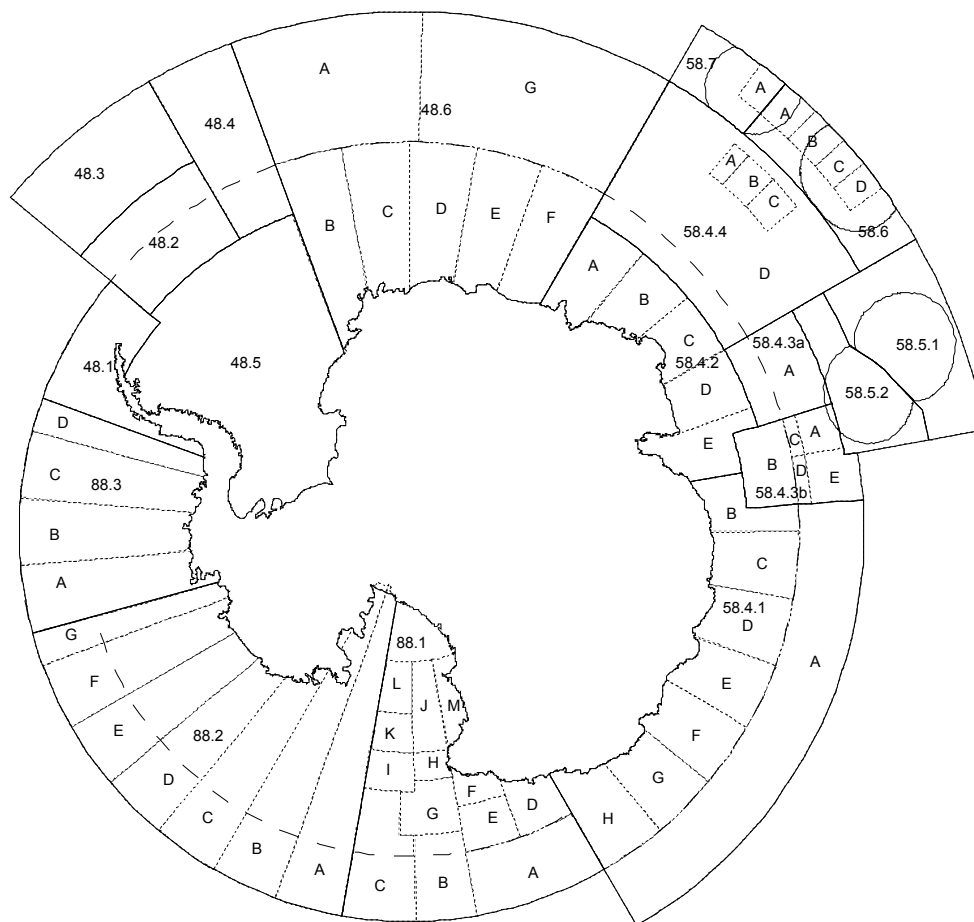 58.7
A
G
A
48.6
A
48.4
B
48.3
A
C
B
D
C
C
D
E
B
F
58.6
48.2
58.4.4
A
D
B
C
58.5.1
58.4.3a
48.1
48.5
58.4.2
A
D
58.5.2
D
A
E
C
C
B
D
E
88.3
58.4.3b
B
B
C
A
58.4.1
D
G
88.1
A
F
L
E
J
M
E
88.2
K
F
H
I
G
D
F
D
C
G
E
H
B
A
C
B
A